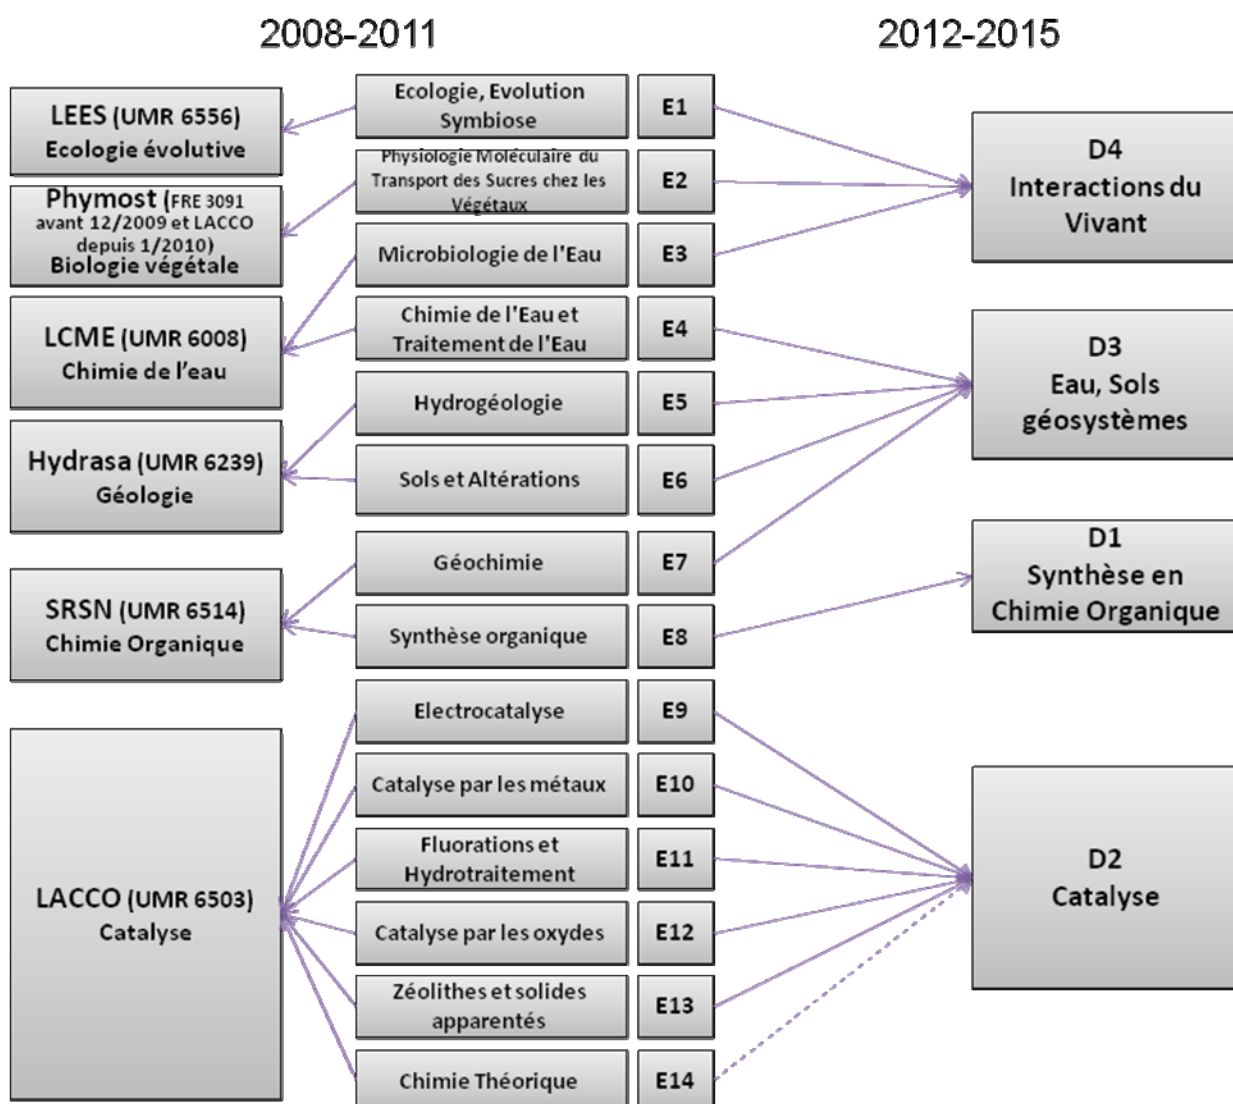 2008-2011
2012-2015
LEES (UMR 6556)
Ecologie évolutive
Phymost (FRE 3091
avant 12/2009 et LACCO
depuis 1/2010)
Biologie végétale
LCME (UMR 6008)
Chimie de l’eau
Hydrasa (UMR 6239)
Géologie
SRSN (UMR 6514)
Chimie Organique
LACCO (UMR 6503)
Catalyse
Ecologie, Evolution
Symbiose
E1
Physiologie Moléculaire du
Transport des Sucres chez les
Végétaux
E2
Microbiologie de l'Eau
E3
Chimie de l'Eau et
Traitement de l'Eau
E4
Hydrogéologie
E5
Sols et Altérations
E6
Géochimie
E7
Synthèse organique
E8
Electrocatalyse
E9
Catalyse par les métaux
E10
Fluorations et
Hydrotraitement
E11
Catalyse par les oxydes
E12
Zéolithes et solides
apparentés
E13
Chimie Théorique
E14
D4
Interactions du
Vivant
D3
Eau, Sols
géosystèmes
D1
Synthèse en
Chimie Organique
D2
Catalyse